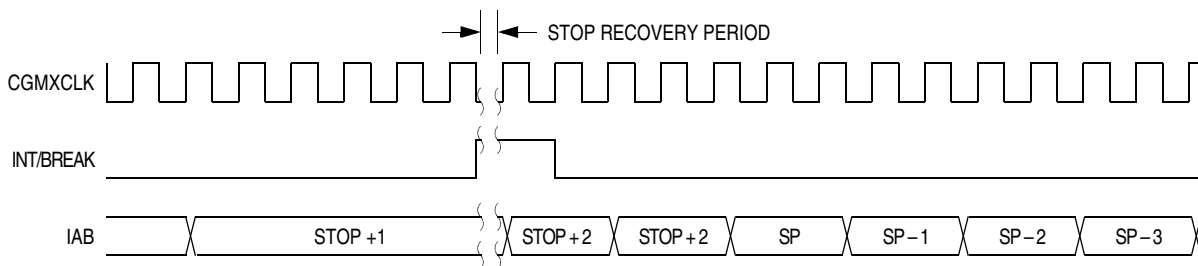 STOP RECOVERY PERIOD
CGMXCLK
INT/BREAK
IAB STOP +1 STOP + 2 STOP + 2 SP SP – 1 SP – 2 SP – 3